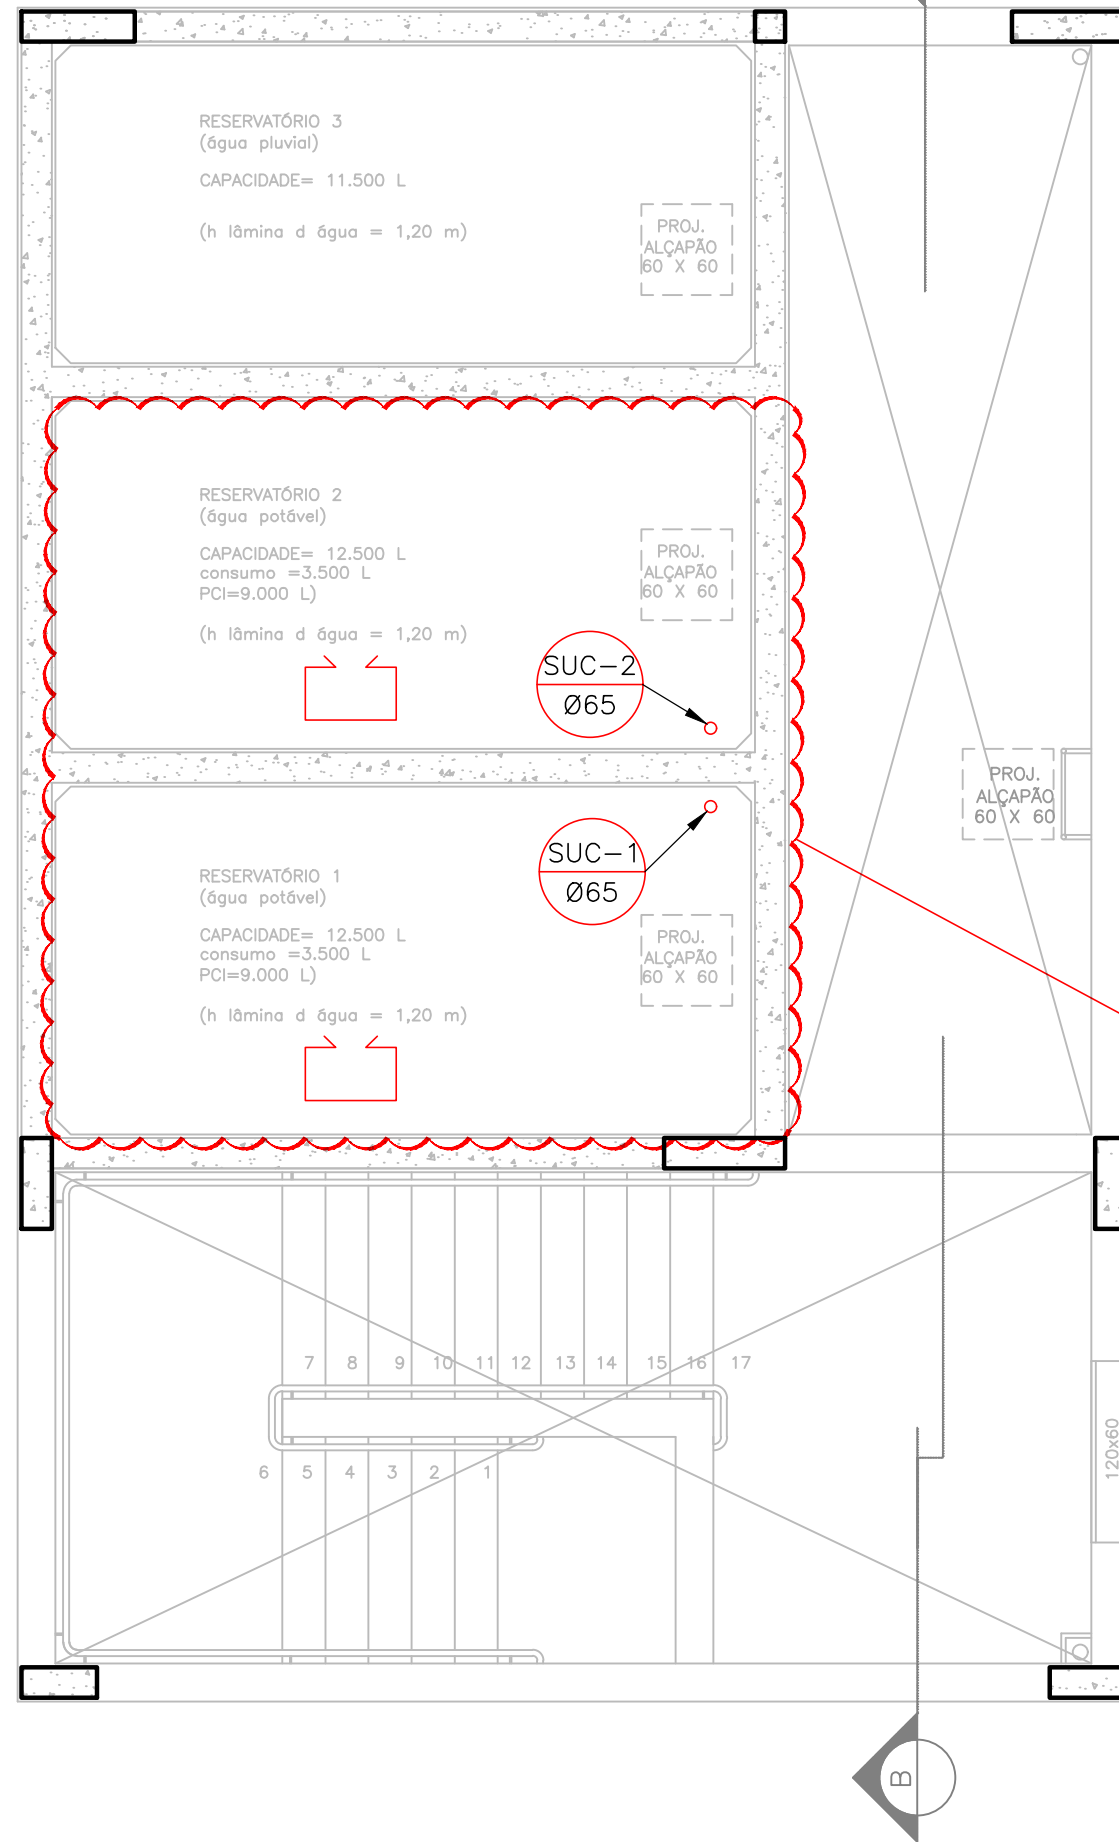 RESERVATÓRIO 3
(água pluvial)
CAPACIDADE= 11.500 L
(h lâmina d água = 1,20 m)
PROJ.
ALÇAPÃO
60 X 60
RESERVATÓRIO 2
(água potável)
CAPACIDADE= 12.500 L
consumo =3.500 L
PCI=9.000 L)
(h lâmina d água = 1,20 m)
PROJ.
ALÇAPÃO
60 X 60
SUC-2
Ø65
PROJ.
ALÇAPÃO
60 X 60
SUC-1
Ø65
RESERVATÓRIO 1
(água potável)
CAPACIDADE= 12.500 L
consumo =3.500 L
PCI=9.000 L)
(h lâmina d água = 1,20 m)
PROJ.
ALÇAPÃO
60 X 60
7 8 9 10 11 12 13 14 15 16 17
6 5 4 3 2 1
120x60
B